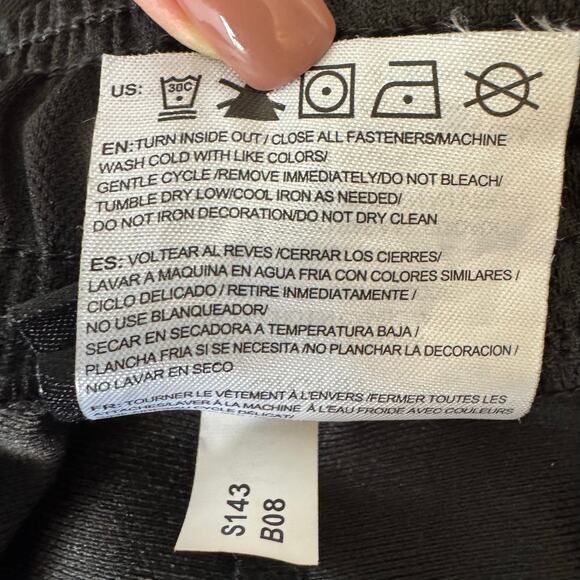 US: 30C
EN: TURN INSIDE OUT / CLOSE ALL FASTENERS/MACHINE
WASH COLD WITH LIKE COLORS/
GENTLE CYCLE /REMOVE IMMEDIATELY/DO NOT BLEACH/
TUMBLE DRY LOW/COOL IRON AS NEEDED/
DO NOT IRON DECORATION/DO NOT DRY CLEAN
ES: VOLTEAR AL REVES /CERRAR LOS CIERRES/
LAVAR A MAQUINA EN AGUA FRIA CON COLORES SIMILARES /
CICLO DELICADO / RETIRE INMEDIATAMENTE /
NO USE BLANQUEADOR/
SECAR EN SECADORA A TEMPERATURA BAJA /
PLANCHA FRIA SI SE NECESITA /NO PLANCHAR LA DECORACION /
NO LAVAR EN SECO
FR: TOURNER LE VÊTEMENT À L'ENVERS /FERMER TOUTES LES
ATTACHES/LAVER À LA MACHINE À L'EAU FROIDE AVEC COULEURS
CYCLE DÉLICAT/
S143
B08